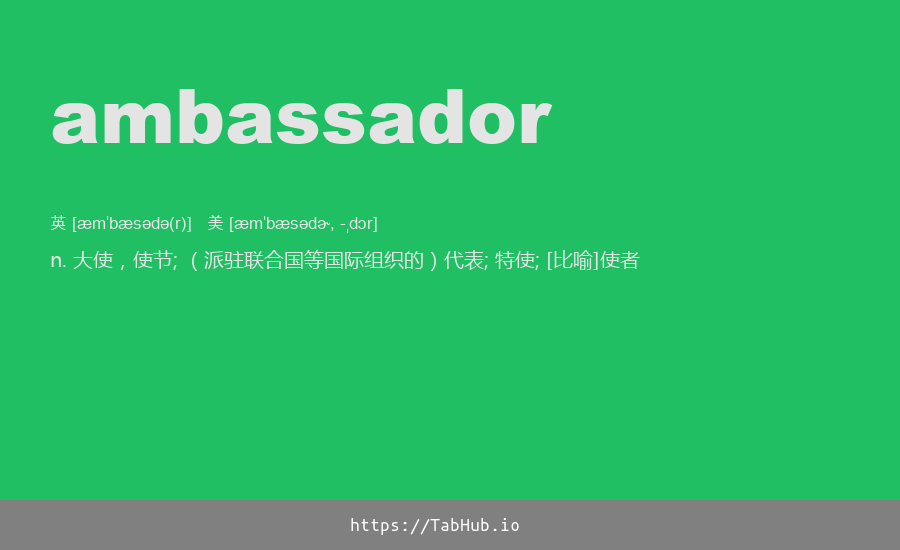 ambassador
英 [æmˈbæsədə(r)] 美 [æmˈbæsədɚ, -ˌdɔr]
n. 大使，使节; （派驻联合国等国际组织的）代表; 特使; [比喻]使者
https://TabHub.io